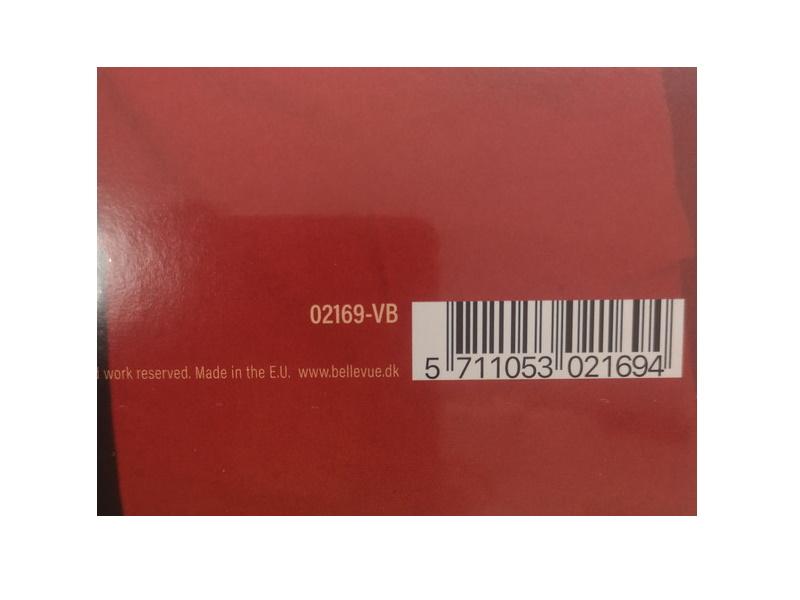 02169-VB
work reserved. Made in the E.U. www.bellevue.dk
5 711053 021694